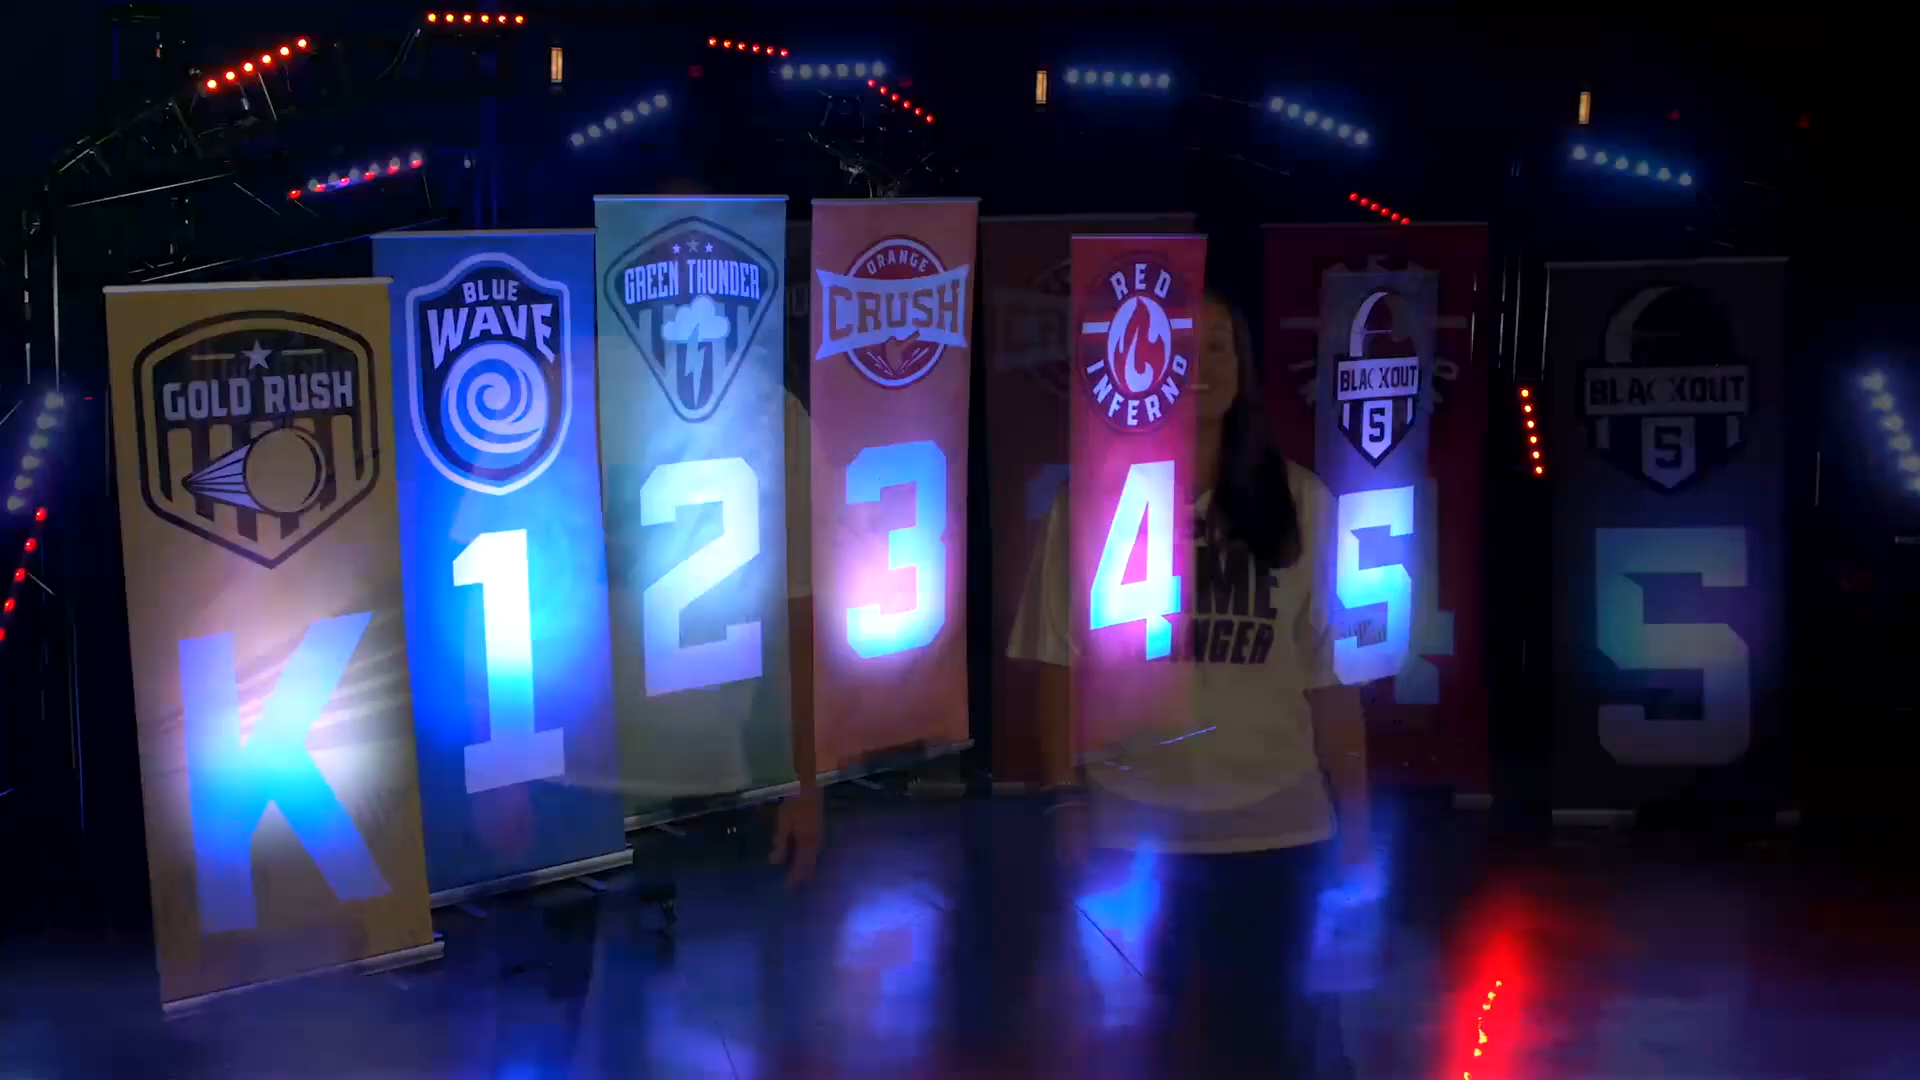 GOLD RUSH
K
BLUE
WAVE
1
GREEN THUNDER
2
ORANGE
CRUSH
3
RED
INFERNO
4
BLACKOUT
5
5
BLACKOUT
5
5